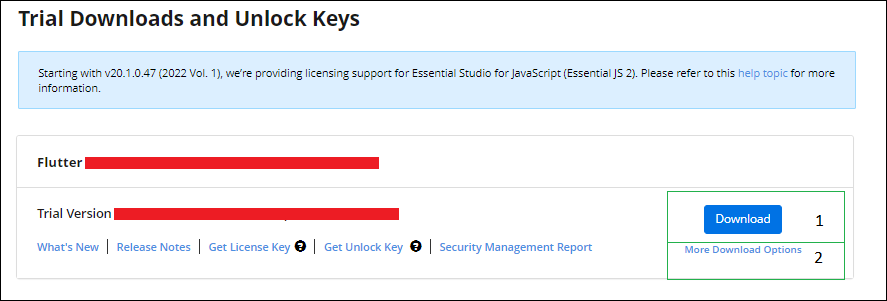 Trial Downloads and Unlock Keys
Starting with v20.1.0.47 (2022 Vol. 1), we're providing licensing support for Essential Studio for JavaScript (Essential JS 2). Please refer to this help topic for more
information.
Flutter
Trial Version
Download 1
What's New | Release Notes | Get License Key ? | Get Unlock Key ? | Security Management Report
More Download Options 2